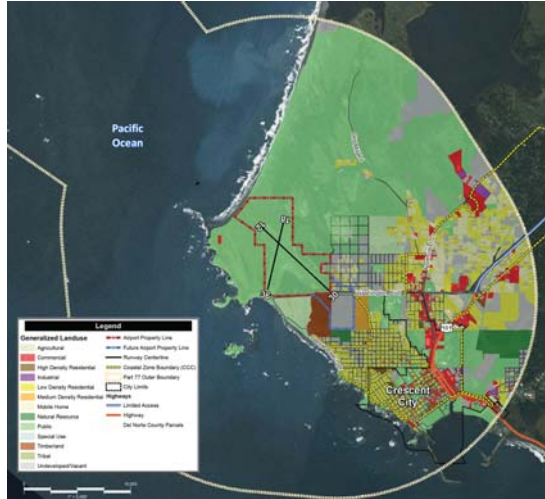 Pacific
Ocean
Crescent
City
Legend
Generalized Landuse
Agricultural
Commercial
High Density Residential
Industrial
Low Density Residential
Medium Density Residential
Mobile Home
Natural Resource
Public
Special Use
Timberland
Tribal
Undeveloped/Vacant
Airport Property Line
Future Airport Property Line
Runway Centerline
Coastal Zone Boundary (CCC)
Part 77 Outer Boundary
City Limits
Highways
Limited Access
Highway
Del Norte County Parcels